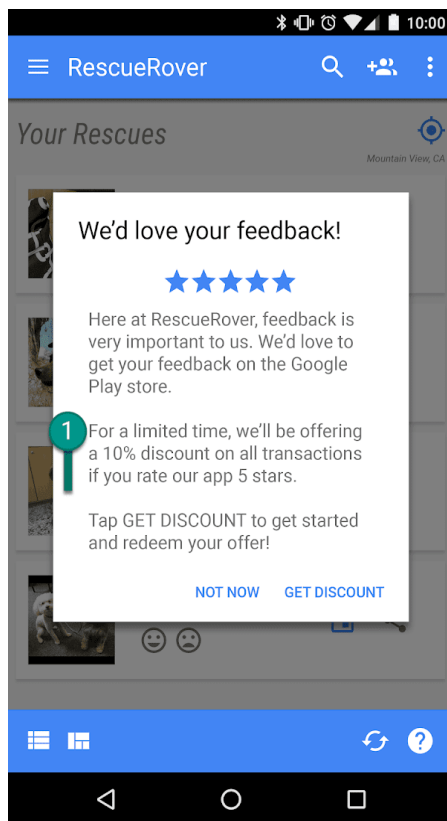 10:00
RescueRover
Your Rescues
Mountain View, CA
We'd love your feedback!
Here at RescueRover, feedback is
very important to us. We'd love to
get your feedback on the Google
Play store.
1
For a limited time, we'll be offering
a 10% discount on all transactions
if you rate our app 5 stars.
Tap GET DISCOUNT to get started
and redeem your offer!
NOT NOW GET DISCOUNT
?